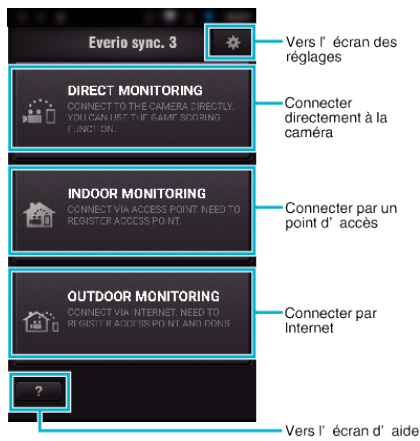 Everio sync. 3
Vers l’ écran des
réglages
DIRECT MONITORING
CONNECT TO THE CAMERA DIRECTLY.
YOU CAN USE THE GAME SCORING
FUNCTION.
Connecter
directement à la
caméra
INDOOR MONITORING
CONNECT VIA ACCESS POINT. NEED TO
REGISTER ACCESS POINT.
Connecter par un
point d’ accès
OUTDOOR MONITORING
CONNECT VIA INTERNET. NEED TO
REGISTER ACCESS POINT AND DDNS
Connecter par
Internet
?
Vers l’ écran d’ aide